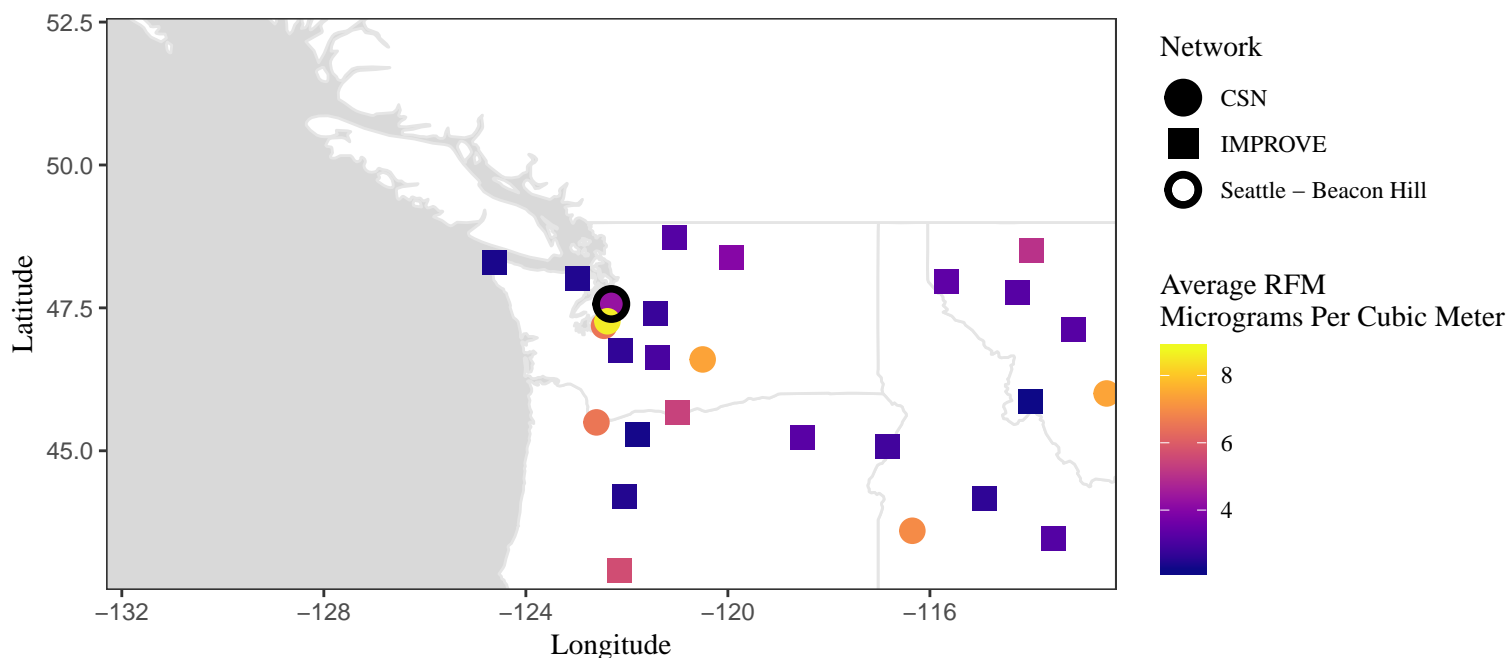 52.5
50.0
47.5
45.0
Latitude
−132
−128
−124
−120
−116
Longitude
Network
CSN
IMPROVE
Seattle − Beacon Hill
Average RFM
Micrograms Per Cubic Meter
8
6
4